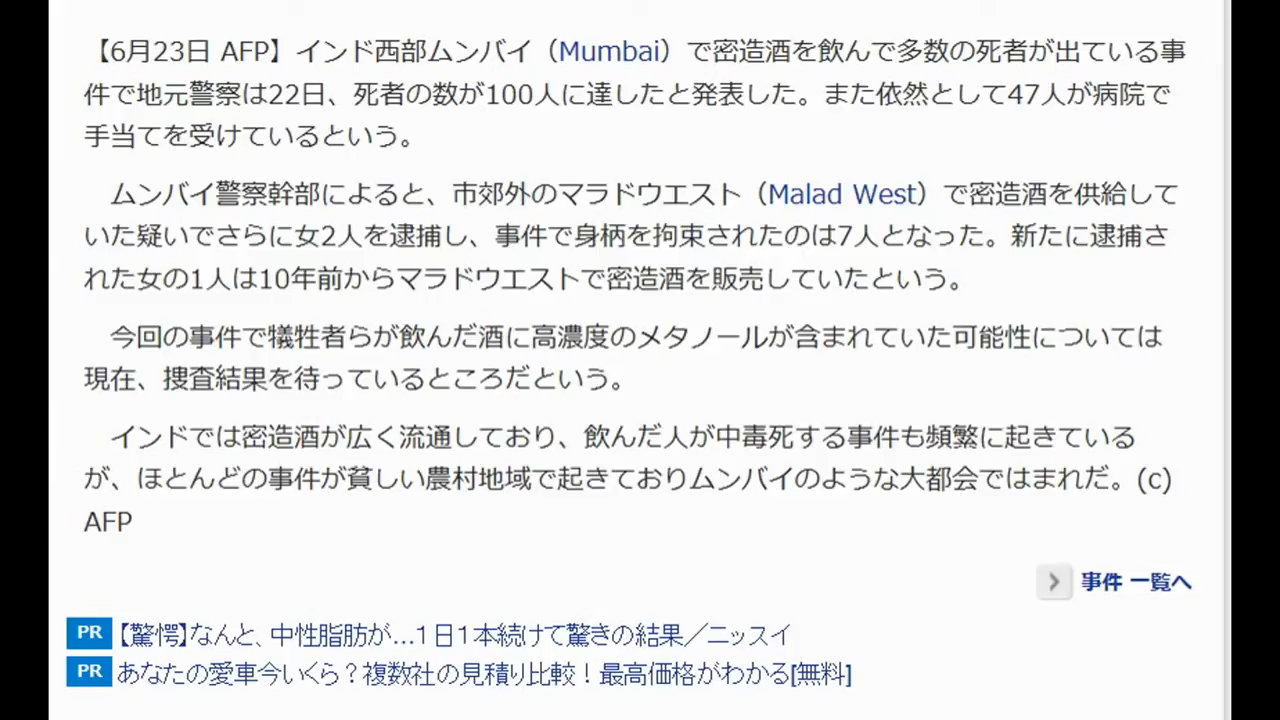 【6月23日 AFP】インド西部ムンバイ（Mumbai）で密造酒を飲んで多数の死者が出ている事
件で地元警察は22日、死者の数が100人に達したと発表した。また依然として47人が病院で
手当てを受けているという。
ムンバイ警察幹部によると、市郊外のマラドウエスト（Malad West）で密造酒を供給して
いた疑いでさらに女2人を逮捕し、事件で身柄を拘束されたのは7人となった。新たに逮捕さ
れた女の1人は10年前からマラドウエストで密造酒を販売していたという。
今回の事件で犠牲者らが飲んだ酒に高濃度のメタノールが含まれていた可能性については
現在、捜査結果を待っているところだという。
インドでは密造酒が広く流通しており、飲んだ人が中毒死する事件も頻繁に起きている
が、ほとんどの事件が貧しい農村地域で起きておりムンバイのような大都会ではまれだ。(c)
AFP
事件 一覧へ
PR 【驚愕】なんと、中性脂肪が…１日１本続けて驚きの結果／ニッスイ
PR あなたの愛車今いくら？複数社の見積り比較！最高価格がわかる[無料]